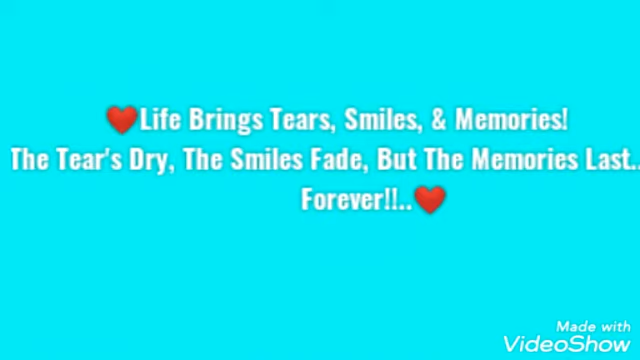 ❤️Life Brings Tears, Smiles, & Memories!
The Tear's Dry, The Smiles Fade, But The Memories Last..
Forever!!..❤️
Made with
VideoShow